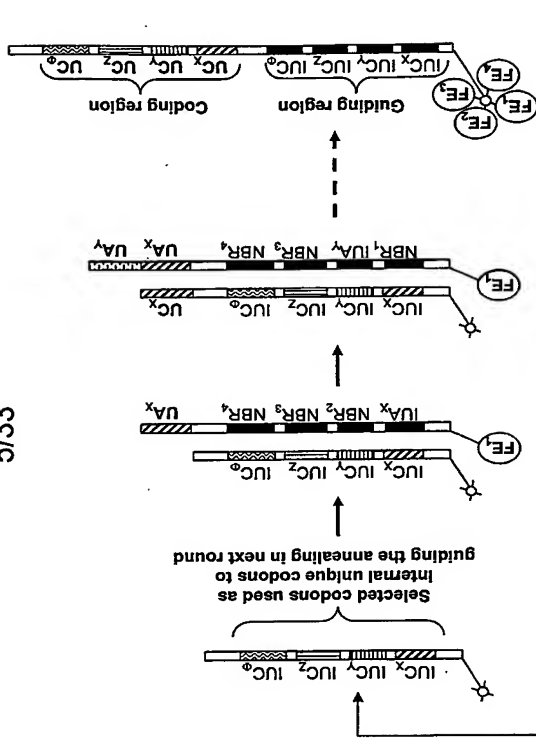 IUCX IUCY IUCZ IUCΦ
Selected codons used as
Internal unique codons to
guiding the annealing in next round
IUCX IUCY IUCZ IUCΦ
FE1
IUAX NBR2 NBR3 NBR4 UAX
IUCX IUCY IUCZ IUCΦ UCX
FE1
NBR1 IUAY NBR3 NBR4 UAX UAY
FE1 FE2 FE3 FE4
Guiding region Coding region
IUCX IUCY IUCZ IUCΦ UCX UCY UCZ UCΦ
5/33